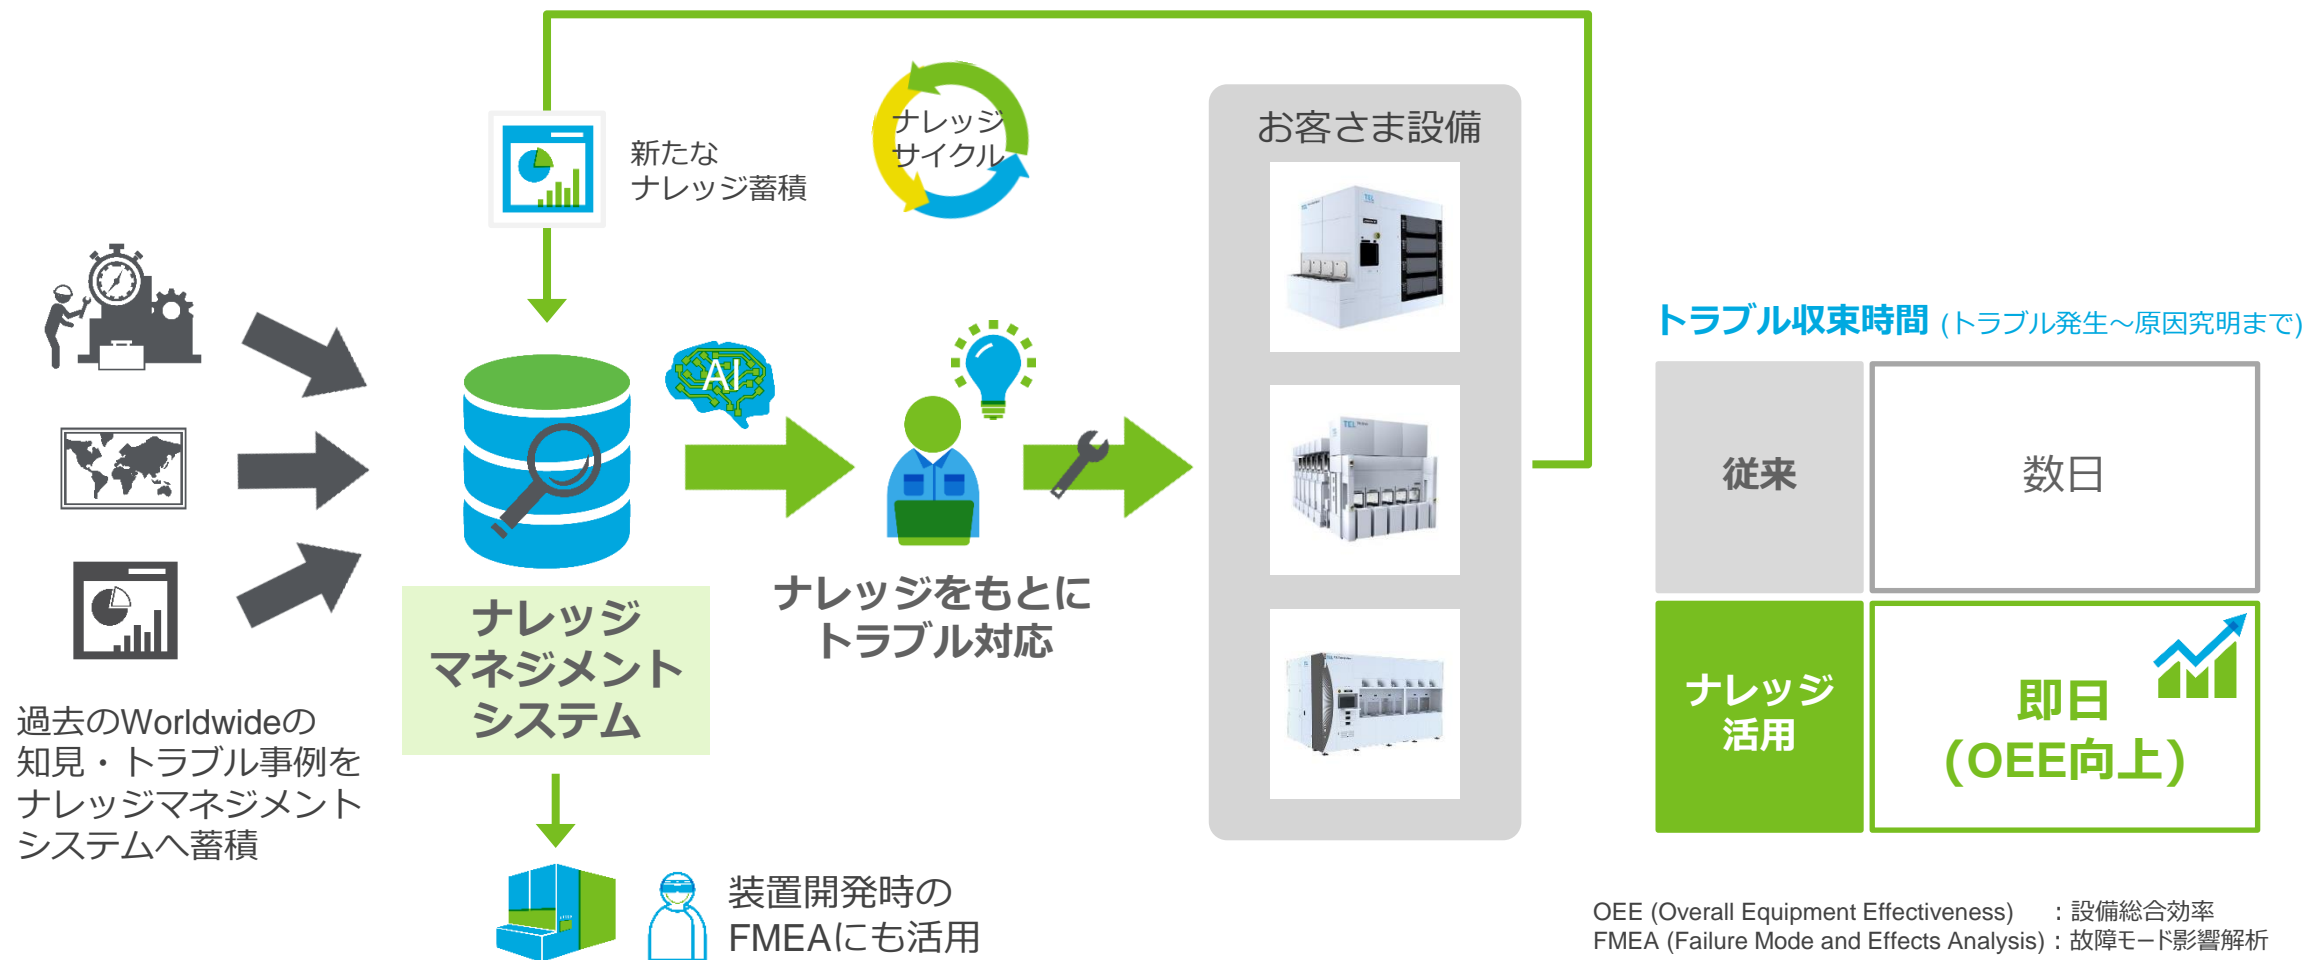 新たな
ナレッジ蓄積
ナレッジ
サイクル
お客さま設備
TEL
TEL
AI
ナレッジ
マネジメント
システム
ナレッジをもとに
トラブル対応
過去のWorldwideの
知見・トラブル事例を
ナレッジマネジメント
システムへ蓄積
装置開発時の
FMEAにも活用
トラブル収束時間 (トラブル発生～原因究明まで)
従来
数日
ナレッジ
活用
即日
(OEE向上)
OEE (Overall Equipment Effectiveness) ：設備総合効率
FMEA (Failure Mode and Effects Analysis)：故障モード影響解析